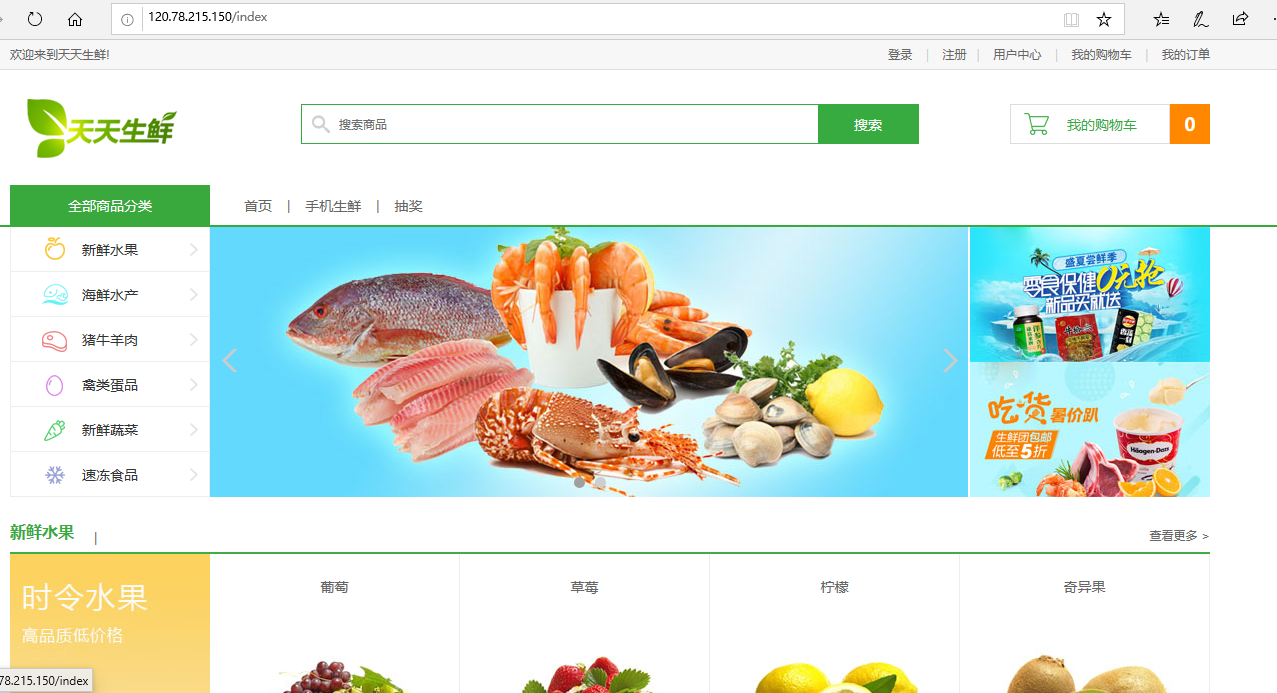 120.78.215.150/index
欢迎来到天天生鲜!
登录 | 注册 | 用户中心 | 我的购物车 | 我的订单
天天生鲜
搜索商品
搜索
我的购物车
0
全部商品分类
首页 | 手机生鲜 | 抽奖
新鲜水果
海鲜水产
猪牛羊肉
禽类蛋品
新鲜蔬菜
速冻食品
盛夏尝鲜季
零食保健0元抢
新品买就送
吃货暑价趴
生鲜团包邮
低至5折
Häagen-Dazs
新鲜水果 |
查看更多 >
时令水果
高品质低价格
葡萄
草莓
柠檬
奇异果
78.215.150/index